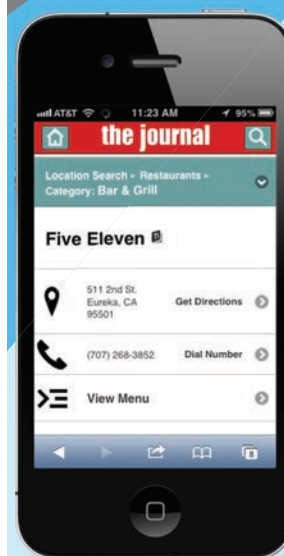 AT&T 11:23 AM 95%
the journal
Location Search » Restaurants »
Category: Bar & Grill
Five Eleven
511 2nd St.
Eureka, CA
95501
Get Directions
(707) 268-3852 Dial Number
View Menu